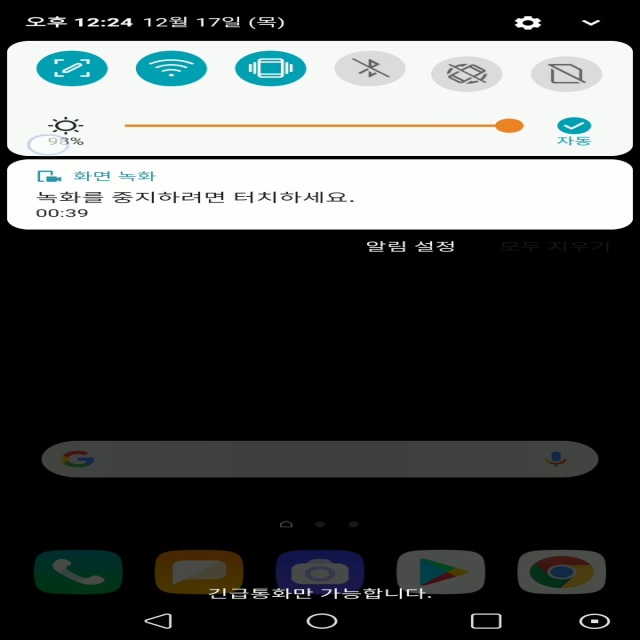 오후 12:24 12월 17일 (목)
98%
자동
화면 녹화
녹화를 중지하려면 터치하세요.
00:39
알림 설정 모두 지우기
긴급통화만 가능합니다.